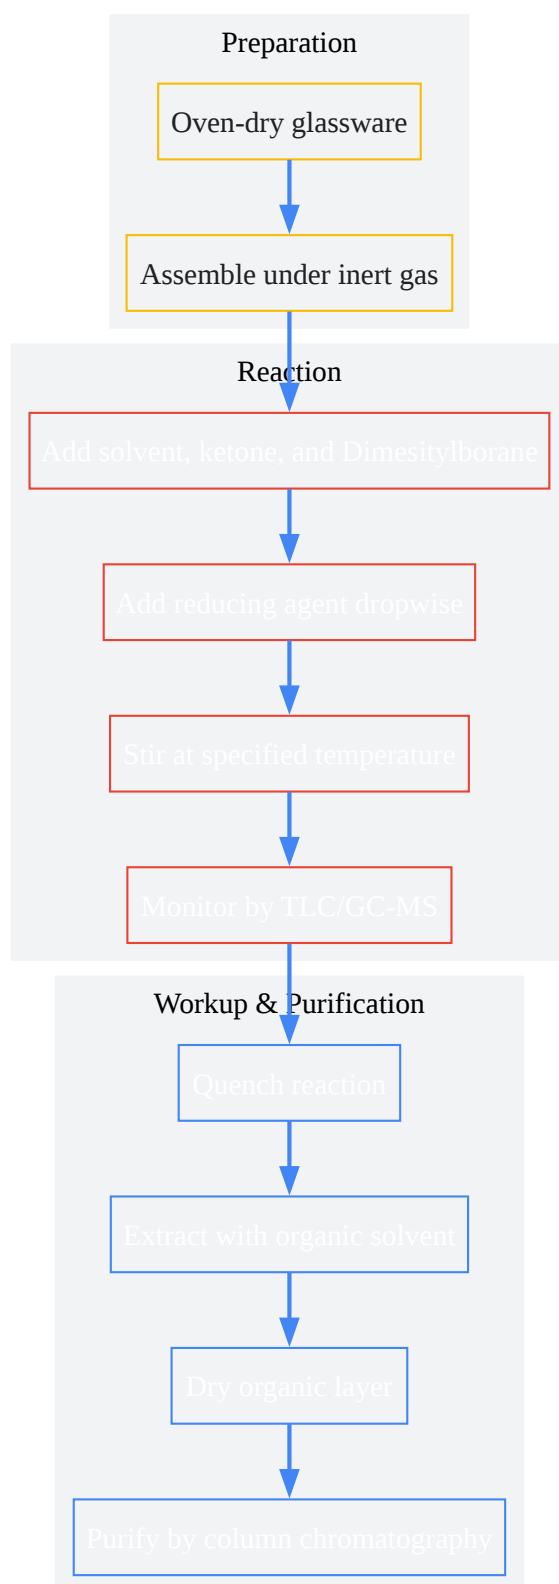 Preparation
Oven-dry glassware
Assemble under inert gas
Reaction
Add solvent, ketone, and Dimesitylborane
Add reducing agent dropwise
Stir at specified temperature
Monitor by TLC/GC-MS
Workup & Purification
Quench reaction
Extract with organic solvent
Dry organic layer
Purify by column chromatography